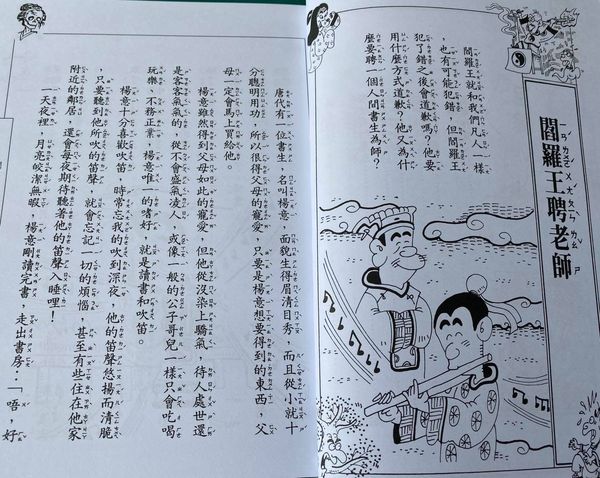 閻羅王聘老師
閻羅王就和我們凡人一樣
，也有可能犯錯。但閻羅王
犯了錯之後會道歉嗎？他要
用什麼方式道歉？他又為什
麼要聘一個人間書生為師？
唐代有一位書生，名叫楊意，面貌生得眉清目秀，而且從小就十
分聰明用功，所以很得父母的寵愛，只要是楊意想要得到的東西，父
母一定會馬上買給他。
楊意雖然得到父母如此的寵愛，但他從沒染上驕氣，待人處世還
是客客氣氣的，從不會盛氣凌人，或像一般的公子哥兒一樣只會吃喝
玩樂、不務正業，楊意唯一的嗜好，就是讀書和吹笛。
楊意十分喜歡吹笛，時常忘我的吹到深夜，他的笛聲悠揚而清脆
，只要聽到他所吹的笛聲，就會忘記一切的煩惱，甚至有些住在他家
附近的鄰居，還會每夜期待聽著他的笛聲入睡哩！
一天夜裡，月亮皎潔無暇，楊意剛讀完書，走出書房：「唔，好